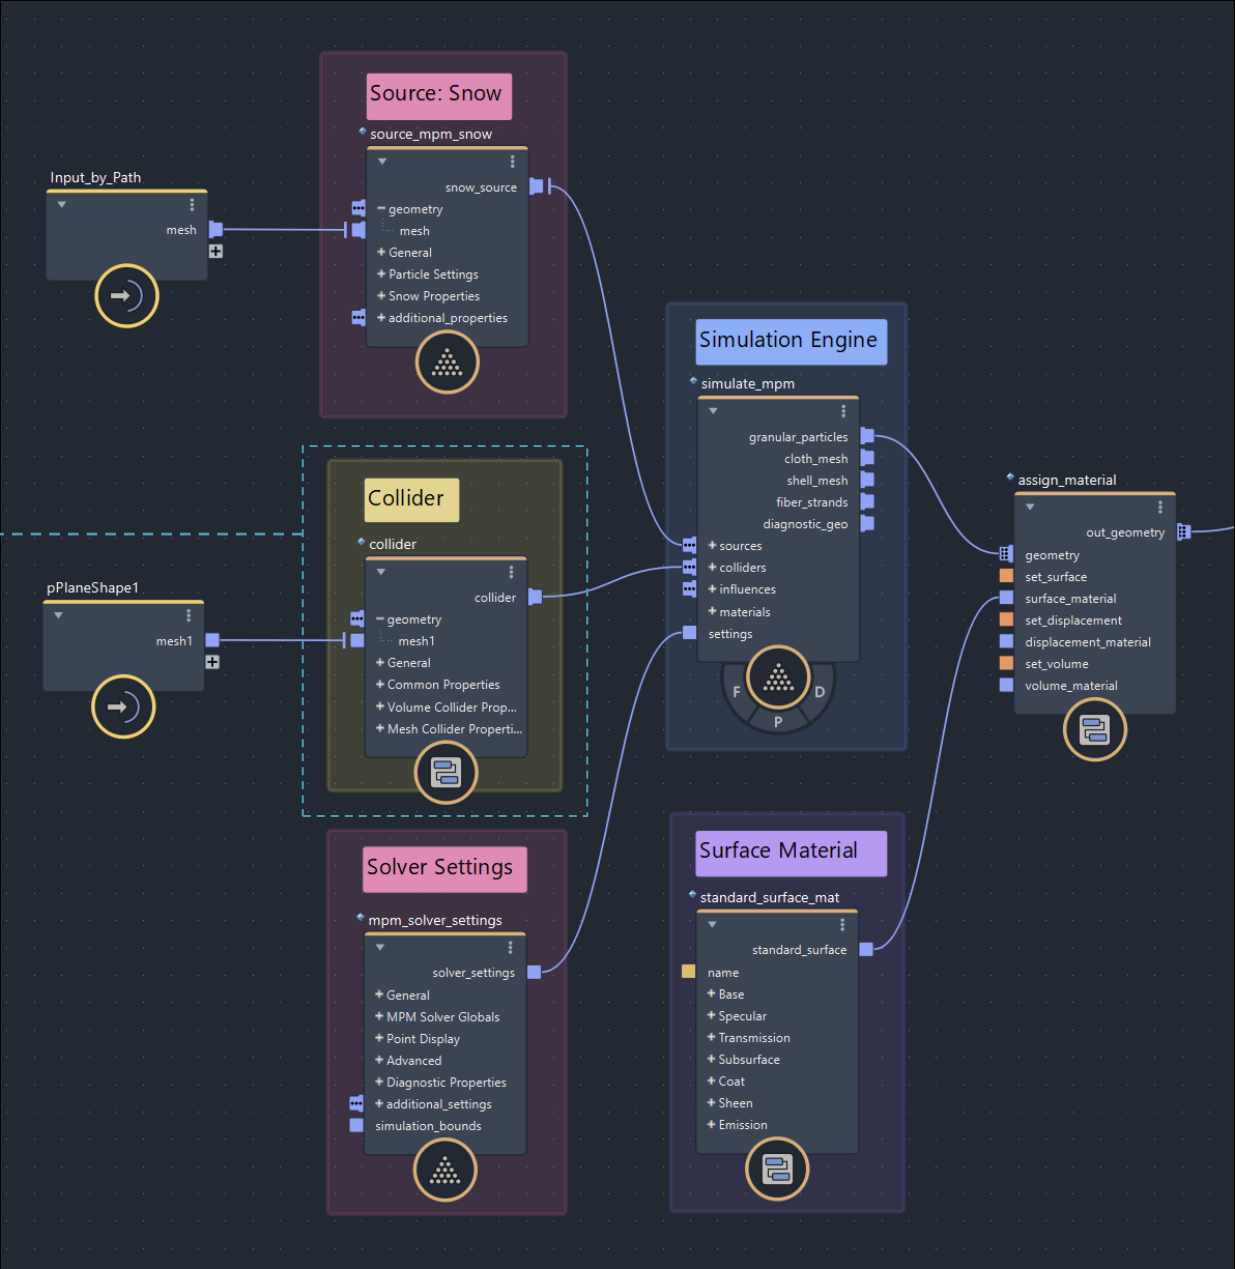 Source: Snow
source_mpm_snow
snow_source
geometry
mesh
General
Particle Settings
Snow Properties
additional_properties
Input_by_Path
mesh
Collider
collider
collider
geometry
mesh1
General
Common Properties
Volume Collider Prop...
Mesh Collider Properti...
pPlaneShape1
mesh1
Solver Settings
mpm_solver_settings
solver_settings
General
MPM Solver Globals
Point Display
Advanced
Diagnostic Properties
additional_settings
simulation_bounds
Simulation Engine
simulate_mpm
granular_particles
cloth_mesh
shell_mesh
fiber_strands
diagnostic_geo
sources
colliders
influences
materials
settings
F
D
P
Surface Material
standard_surface_mat
standard_surface
name
Base
Specular
Transmission
Subsurface
Coat
Sheen
Emission
assign_material
out_geometry
geometry
set_surface
surface_material
set_displacement
displacement_material
set_volume
volume_material